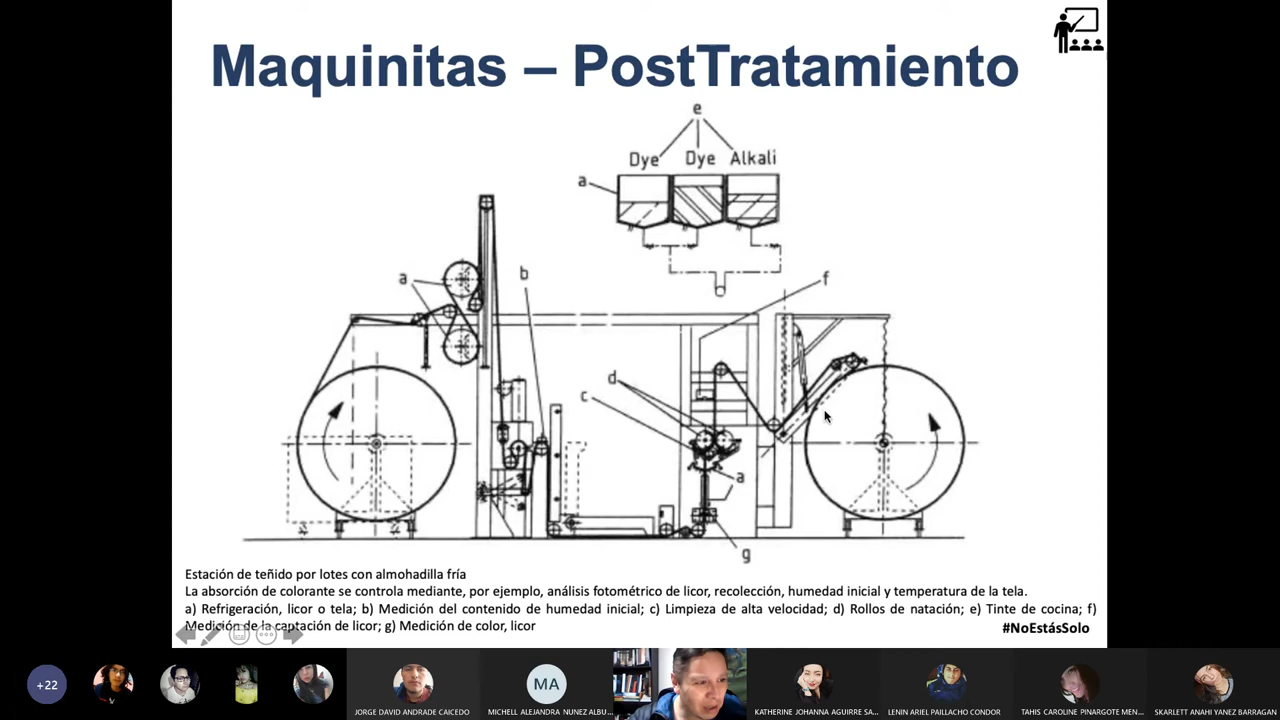 Maquinitas – PostTratamiento
e
Dye Dye Alkali
a
a
b
f
d
c
a
g
Estación de teñido por lotes con almohadilla fría
La absorción de colorante se controla mediante, por ejemplo, análisis fotométrico de licor, recolección, humedad inicial y temperatura de la tela.
a) Refrigeración, licor o tela; b) Medición del contenido de humedad inicial; c) Limpieza de alta velocidad; d) Rollos de natación; e) Tinte de cocina; f)
Medición de la captación de licor; g) Medición de color, licor
#NoEstásSolo
+22
JORGE DAVID ANDRADE CAICEDO
MA
MICHELL ALEJANDRA NUNEZ ALBU...
KATHERINE JOHANNA AGUIRRE SA...
LENIN ARIEL PAILLACHO CONDOR
TAHIS CAROLINE PINARGOTE MEN...
SKARLETT ANAHI YANEZ BARRAGAN